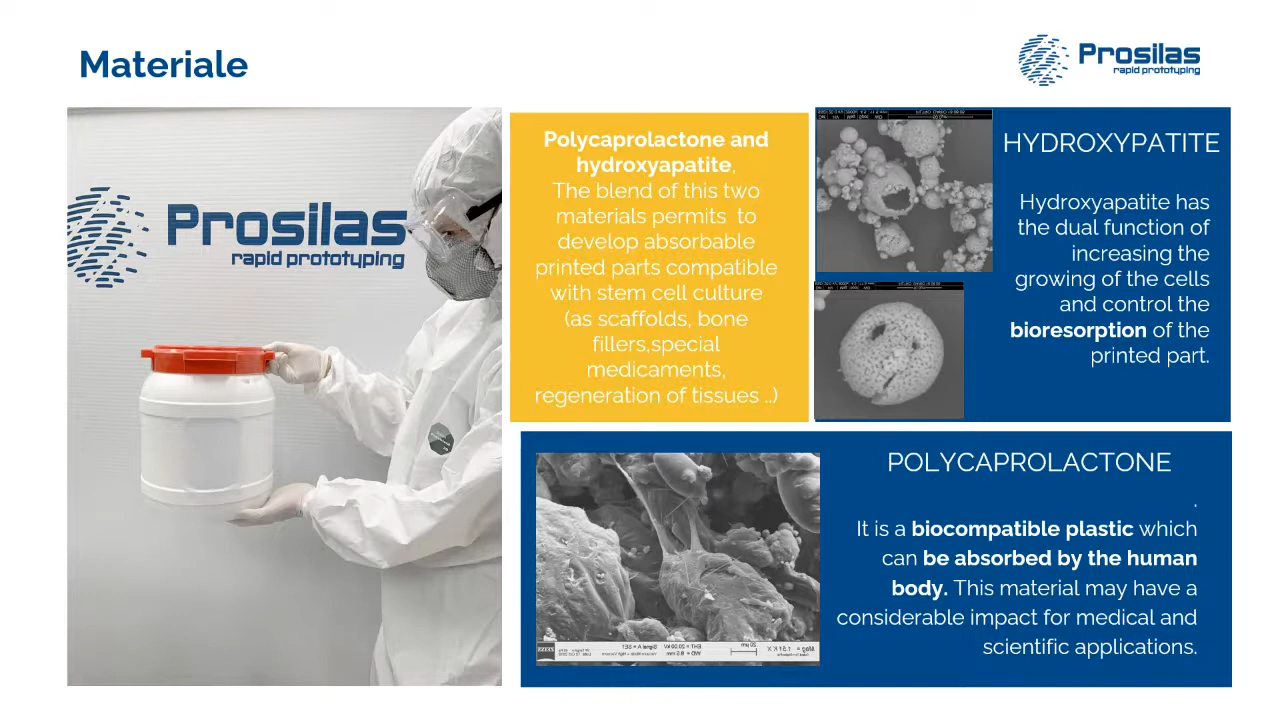 Materiale
Prosilas
rapid prototyping
Prosilas
rapid prototyping
Polycaprolactone and
hydroxyapatite,
The blend of this two
materials permits to
develop absorbable
printed parts compatible
with stem cell culture
(as scaffolds, bone
fillers,special
medicaments,
regeneration of tissues ..)
HYDROXYPATITE
Hydroxyapatite has
the dual function of
increasing the
growing of the cells
and control the
bioresorption of the
printed part.
POLYCAPROLACTONE
.
It is a biocompatible plastic which
can be absorbed by the human
body. This material may have a
considerable impact for medical and
scientific applications.